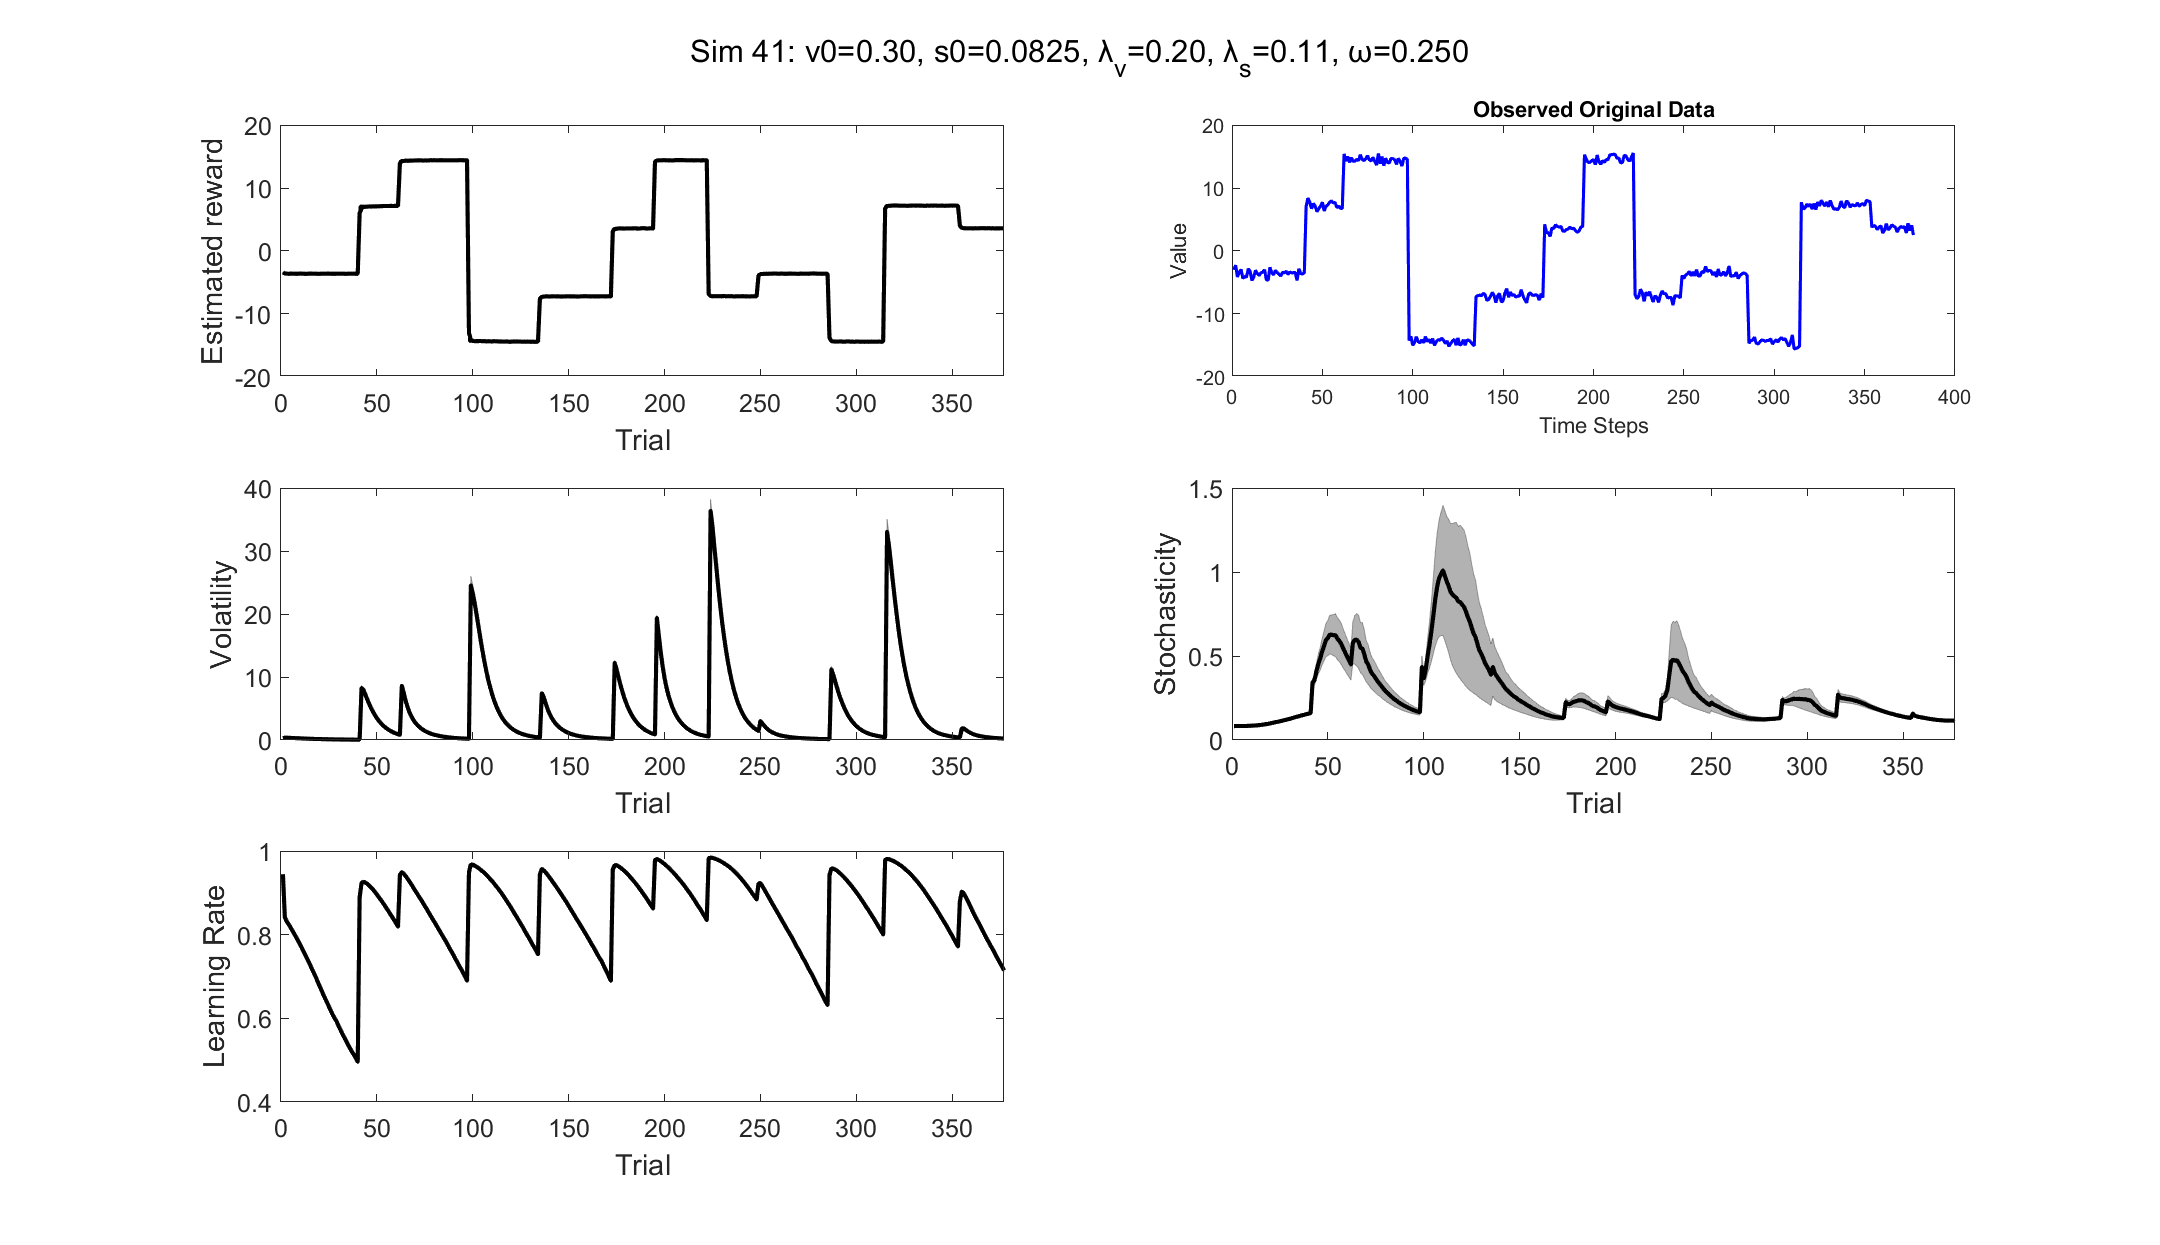 Sim 41: v0=0.30, s0=0.0825, λ_v=0.20, λ_s=0.11, ω=0.250
Estimated reward
20
10
0
-10
-20
0 50 100 150 200 250 300 350
Trial
Observed Original Data
Value
20
10
0
-10
-20
0 50 100 150 200 250 300 350 400
Time Steps
Volatility
40
30
20
10
0
0 50 100 150 200 250 300 350
Trial
Stochasticity
1.5
1
0.5
0
0 50 100 150 200 250 300 350
Trial
Learning Rate
1
0.8
0.6
0.4
0 50 100 150 200 250 300 350
Trial